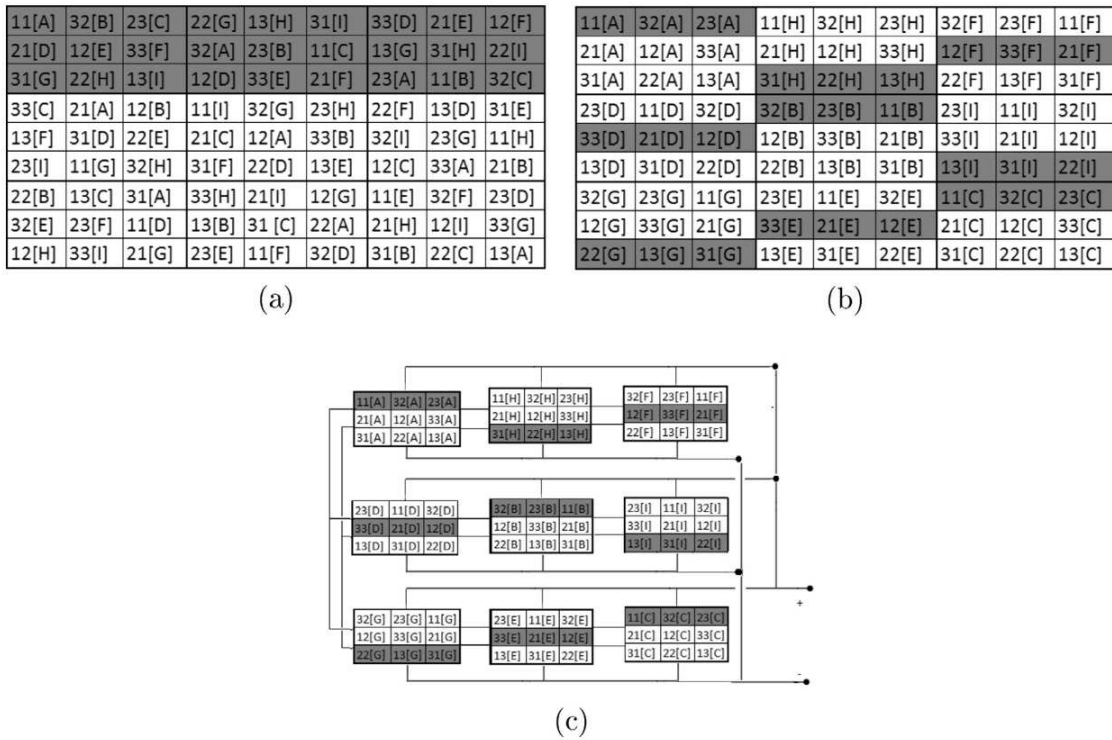 11[A] 32[B] 23[C] 22[G] 13[H] 31[I] 33[D] 21[E] 12[F]
21[D] 12[E] 33[F] 32[A] 23[B] 11[C] 13[G] 31[H] 22[I]
31[G] 22[H] 13[I] 12[D] 33[E] 21[F] 23[A] 11[B] 32[C]
33[C] 21[A] 12[B] 11[I] 32[G] 23[H] 22[F] 13[D] 31[E]
13[F] 31[D] 22[E] 21[C] 12[A] 33[B] 32[I] 23[G] 11[H]
23[I] 11[G] 32[H] 31[F] 22[D] 13[E] 12[C] 33[A] 21[B]
22[B] 13[C] 31[A] 33[H] 21[I] 12[G] 11[E] 32[F] 23[D]
32[E] 23[F] 11[D] 13[B] 31 [C] 22[A] 21[H] 12[I] 33[G]
12[H] 33[I] 21[G] 23[E] 11[F] 32[D] 31[B] 22[C] 13[A]
(a)
11[A] 32[A] 23[A] 11[H] 32[H] 23[H] 32[F] 23[F] 11[F]
21[A] 12[A] 33[A] 21[H] 12[H] 33[H] 12[F] 33[F] 21[F]
31[A] 22[A] 13[A] 31[H] 22[H] 13[H] 22[F] 13[F] 31[F]
23[D] 11[D] 32[D] 32[B] 23[B] 11[B] 23[I] 11[I] 32[I]
33[D] 21[D] 12[D] 12[B] 33[B] 21[B] 33[I] 21[I] 12[I]
13[D] 31[D] 22[D] 22[B] 13[B] 31[B] 13[I] 31[I] 22[I]
32[G] 23[G] 11[G] 23[E] 11[E] 32[E] 11[C] 32[C] 23[C]
12[G] 33[G] 21[G] 33[E] 21[E] 12[E] 21[C] 12[C] 33[C]
22[G] 13[G] 31[G] 13[E] 31[E] 22[E] 31[C] 22[C] 13[C]
(b)
11[A] 32[A] 23[A] 11[H] 32[H] 23[H] 32[F] 23[F] 11[F]
21[A] 12[A] 33[A] 21[H] 12[H] 33[H] 12[F] 33[F] 21[F]
31[A] 22[A] 13[A] 31[H] 22[H] 13[H] 22[F] 13[F] 31[F]
23[D] 11[D] 32[D] 32[B] 23[B] 11[B] 23[I] 11[I] 32[I]
33[D] 21[D] 12[D] 12[B] 33[B] 21[B] 33[I] 21[I] 12[I]
13[D] 31[D] 22[D] 22[B] 13[B] 31[B] 13[I] 31[I] 22[I]
+
32[G] 23[G] 11[G] 23[E] 11[E] 32[E] 11[C] 32[C] 23[C]
12[G] 33[G] 21[G] 33[E] 21[E] 12[E] 21[C] 12[C] 33[C]
22[G] 13[G] 31[G] 13[E] 31[E] 22[E] 31[C] 22[C] 13[C]
-
(c)